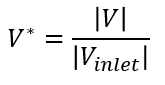 V* = |V| / |V_inlet|